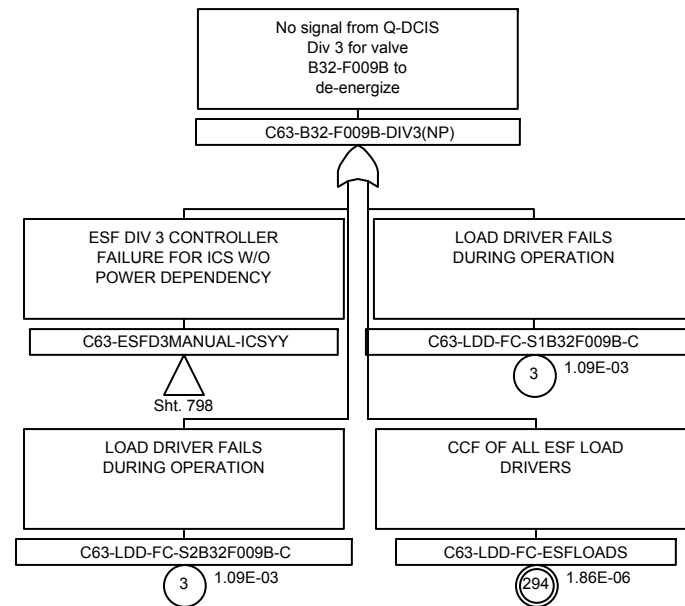 No signal from Q-DCIS
Div 3 for valve
B32-F009B to
de-energize
C63-B32-F009B-DIV3(NP)
ESF DIV 3 CONTROLLER
FAILURE FOR ICS W/O
POWER DEPENDENCY
C63-ESFD3MANUAL-ICSYY
Sht. 798
LOAD DRIVER FAILS
DURING OPERATION
C63-LDD-FC-S1B32F009B-C
3
1.09E-03
LOAD DRIVER FAILS
DURING OPERATION
C63-LDD-FC-S2B32F009B-C
3
1.09E-03
CCF OF ALL ESF LOAD
DRIVERS
C63-LDD-FC-ESFLOADS
294
1.86E-06